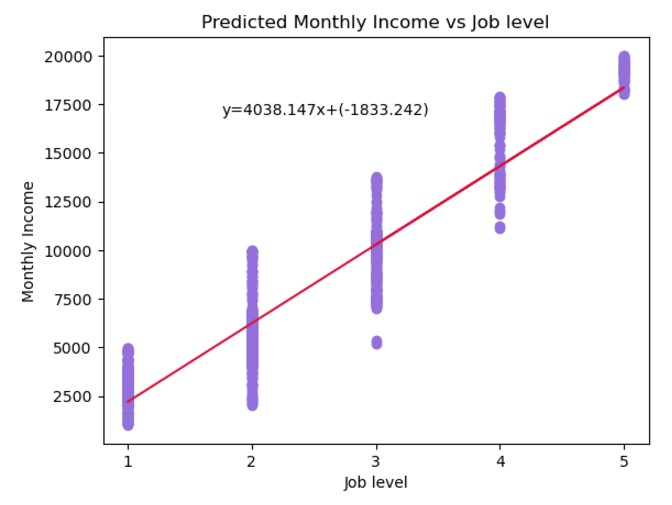 Predicted Monthly Income vs Job level
20000
17500
15000
12500
10000
7500
5000
2500
y=4038.147x+(-1833.242)
Monthly Income
1 2 3 4 5
Job level